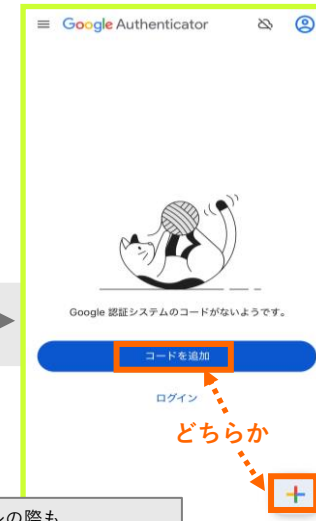 Google Authenticator
Google 認証システムのコードがないようです。
コードを追加
ログイン
どちらか
の際も